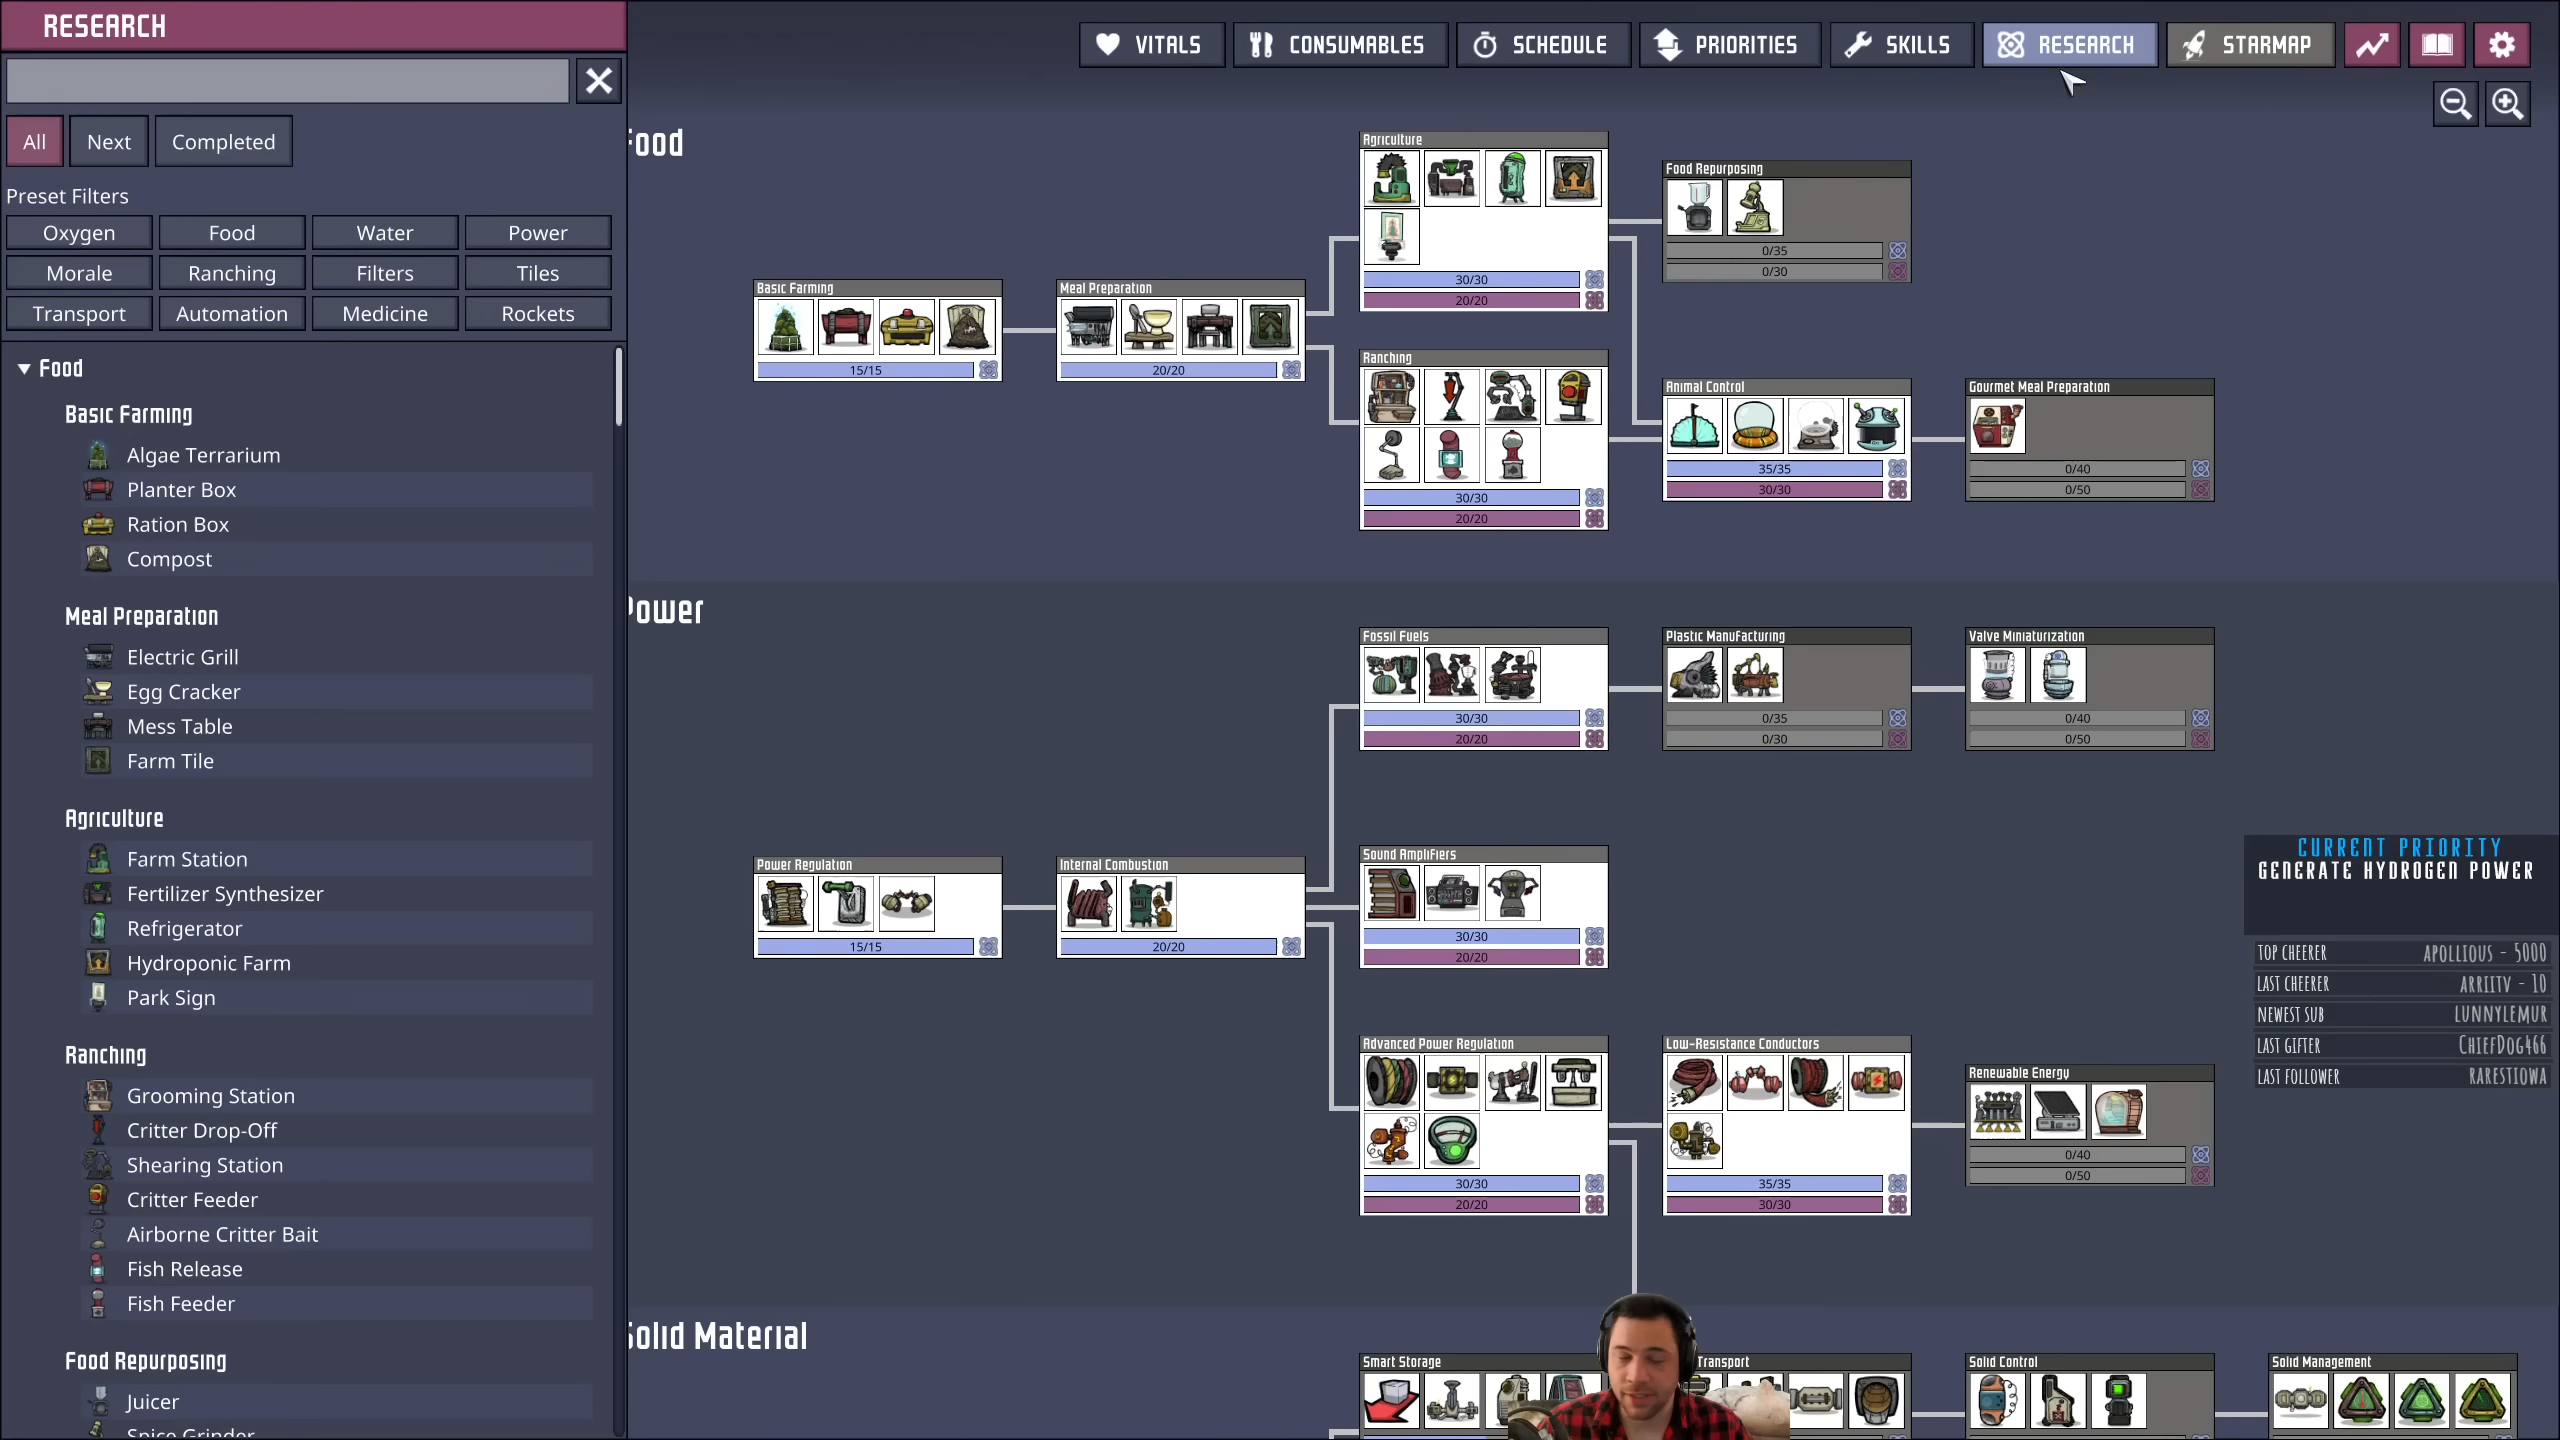 RESEARCH
VITALS
CONSUMABLES
SCHEDULE
PRIORITIES
SKILLS
RESEARCH
STARMAP
All
Next
Completed
Preset Filters
Oxygen
Food
Water
Power
Morale
Ranching
Filters
Tiles
Transport
Automation
Medicine
Rockets
Food
Basic Farming
Algae Terrarium
Planter Box
Ration Box
Compost
Meal Preparation
Electric Grill
Egg Cracker
Mess Table
Farm Tile
Agriculture
Farm Station
Fertilizer Synthesizer
Refrigerator
Hydroponic Farm
Park Sign
Ranching
Grooming Station
Critter Drop-Off
Shearing Station
Critter Feeder
Airborne Critter Bait
Fish Release
Fish Feeder
Food Repurposing
Juicer
Spice Grinder
Food
Basic Farming
15/15
Meal Preparation
20/20
Agriculture
30/30
20/20
Ranching
30/30
20/20
Food Repurposing
0/35
0/30
Animal Control
35/35
30/30
Gourmet Meal Preparation
0/40
0/50
Power
Power Regulation
15/15
Internal Combustion
20/20
Fossil Fuels
30/30
20/20
Plastic Manufacturing
0/35
0/30
Valve Miniaturization
0/40
0/50
Sound Amplifiers
30/30
20/20
Advanced Power Regulation
30/30
20/20
Low-Resistance Conductors
35/35
30/30
Renewable Energy
0/40
0/50
CURRENT PRIORITY
GENERATE HYDROGEN POWER
TOP CHEERER APOLLIOUS - 5000
LAST CHEERER ARRIITV - 10
NEWEST SUB LUNNYLEMUR
LAST GIFTER CHIEFDOG466
LAST FOLLOWER RARESTIOWA
Solid Material
Smart Storage
Transport
Solid Control
Solid Management